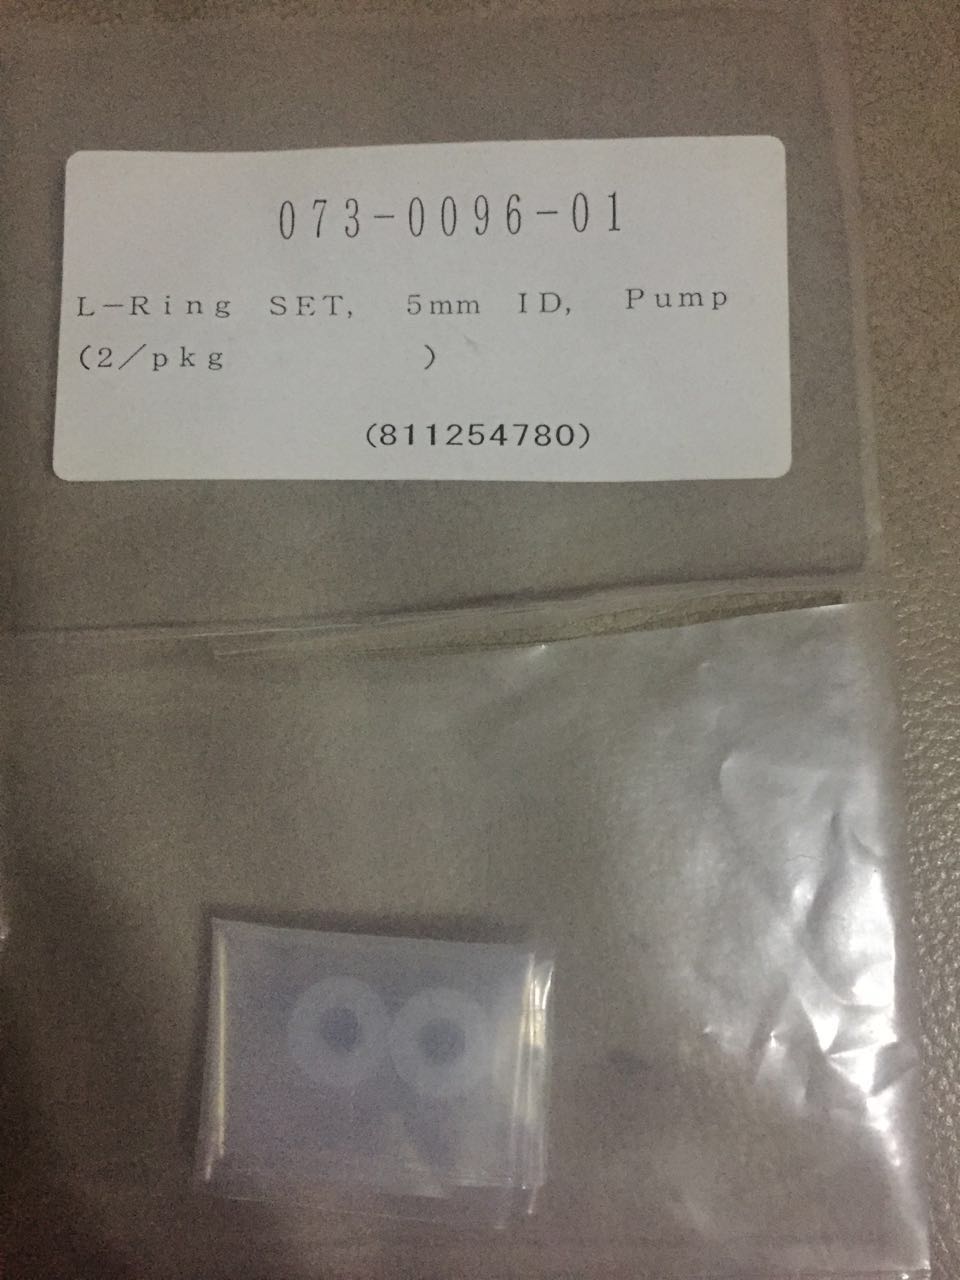 073-0096-01
L-Ring SET, 5mm ID, Pump
(2/pkg )
(811254780)